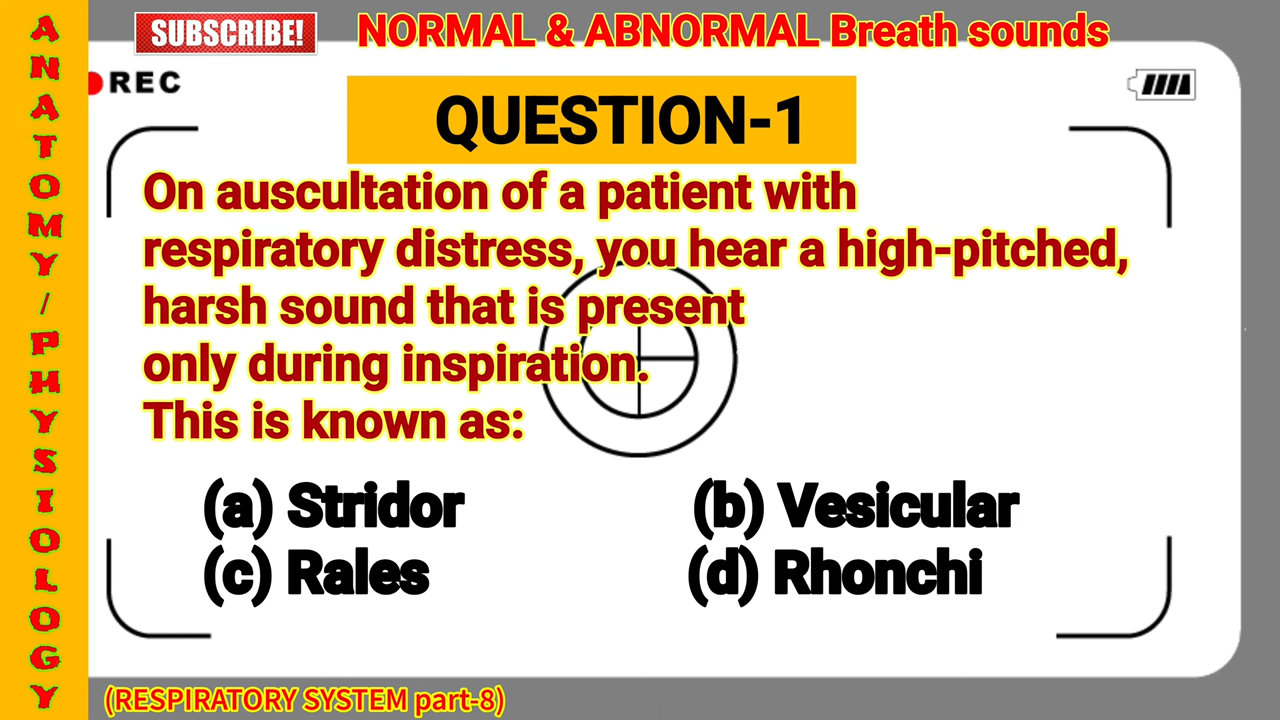 SUBSCRIBE!
NORMAL & ABNORMAL Breath sounds
REC
ANATOMY/PHYSIOLOGY
QUESTION-1
On auscultation of a patient with
respiratory distress, you hear a high-pitched,
harsh sound that is present
only during inspiration.
This is known as:
(a) Stridor (b) Vesicular
(c) Rales (d) Rhonchi
(RESPIRATORY SYSTEM part-8)